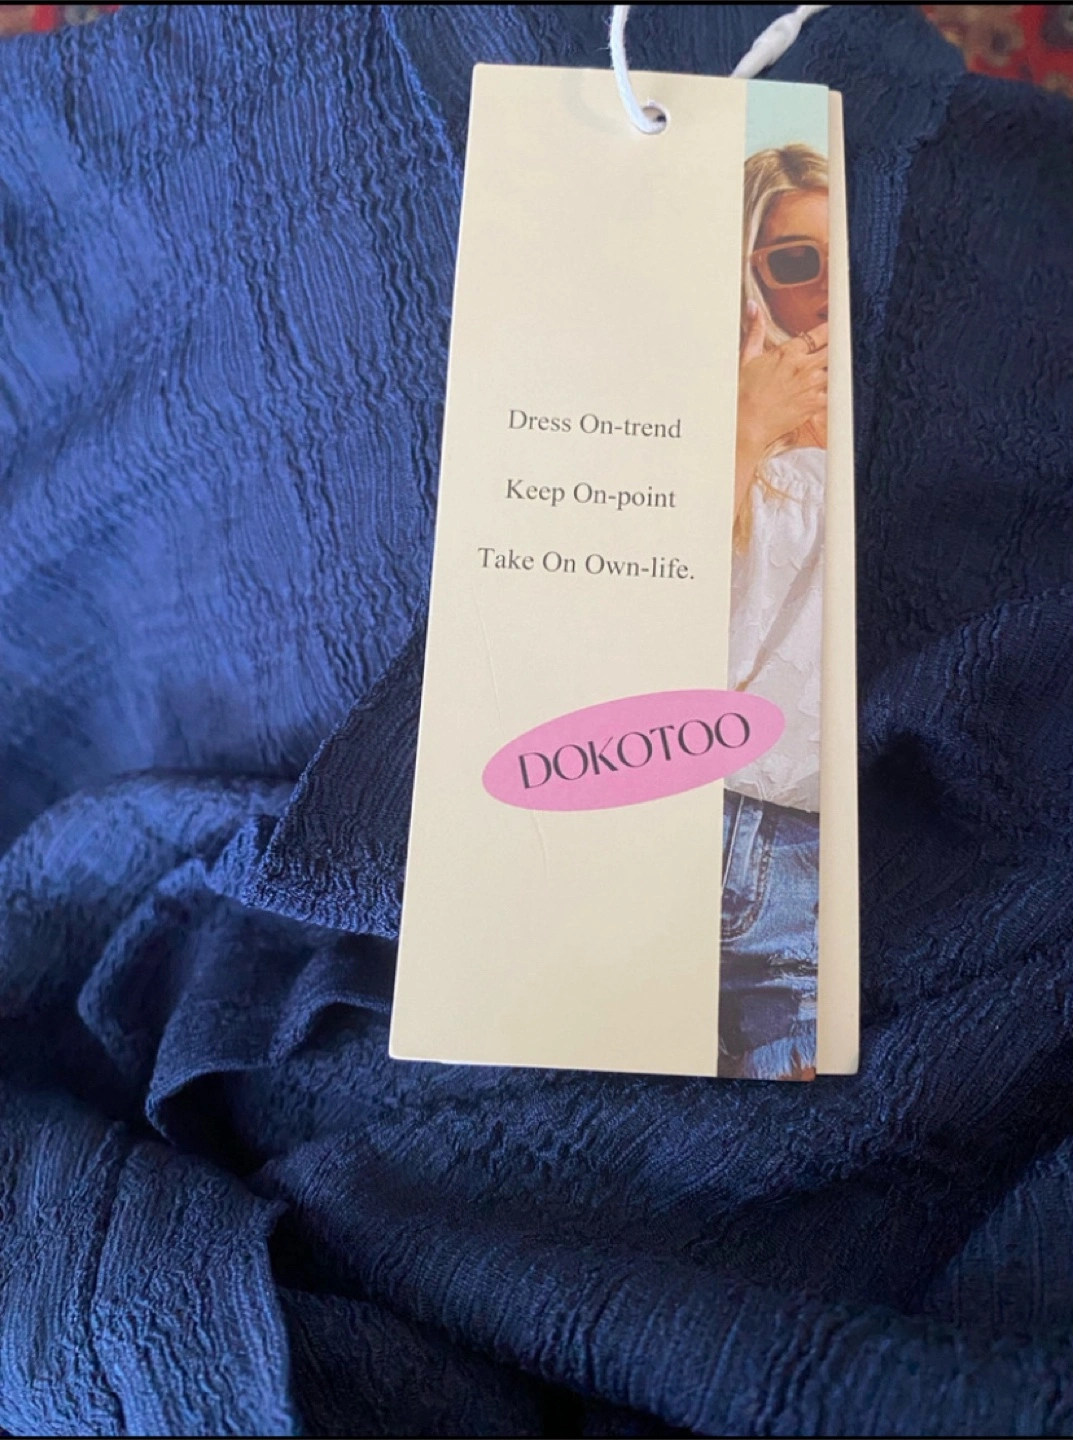 Dress On-trend
Keep On-point
Take On Own-life.
DOKOTOO